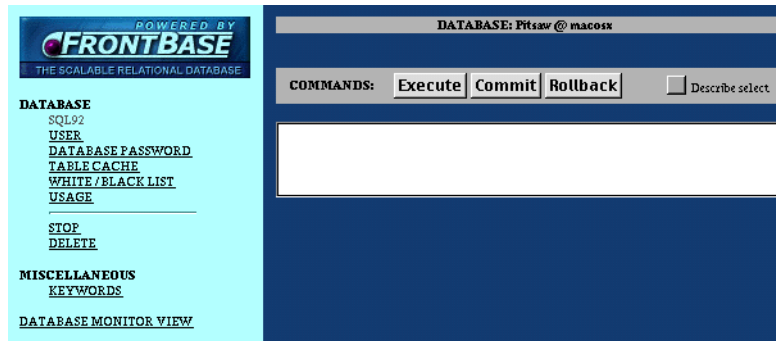 POWERED BY
FRONTBASE
THE SCALABLE RELATIONAL DATABASE
DATABASE
SQL92
USER
DATABASE PASSWORD
TABLE CACHE
WHITE / BLACK LIST
USAGE
STOP
DELETE
MISCELLANEOUS
KEYWORDS
DATABASE MONITOR VIEW
DATABASE: Pitsaw @ macosx
COMMANDS: Execute Commit Rollback Describe select